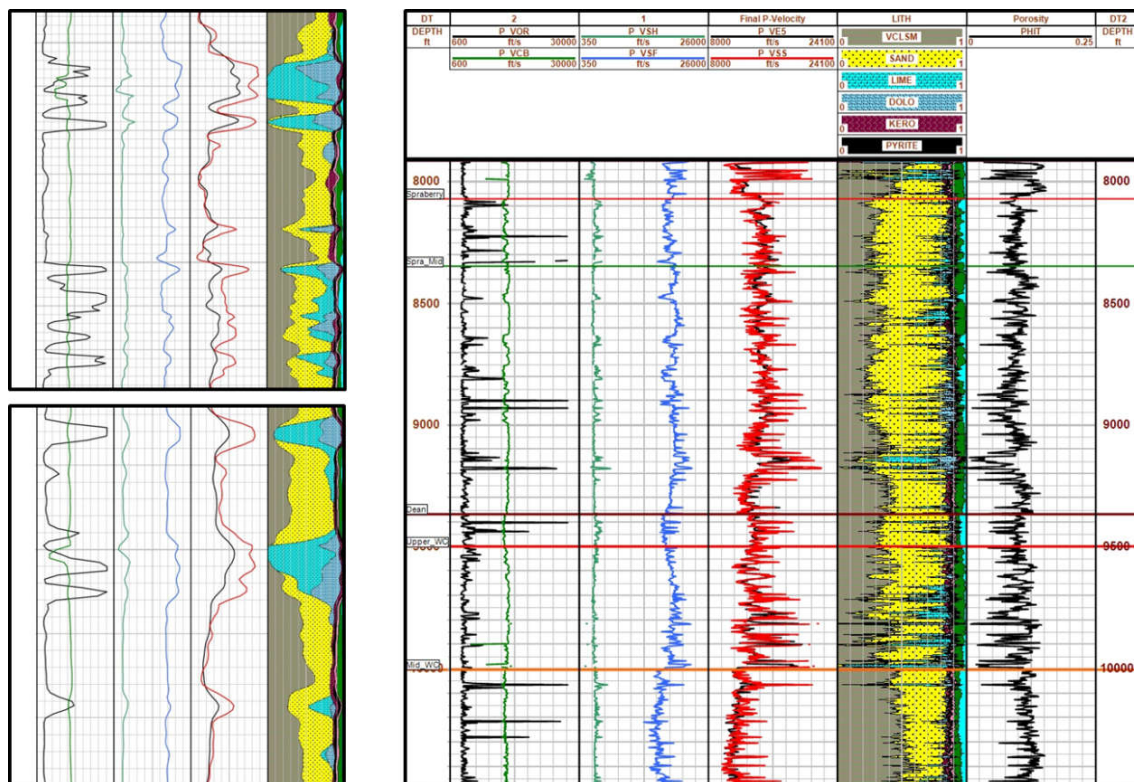 DT 2 1 Final P-Velocity LITH Porosity DT2
DEPTH ft
P_VQR
600 ft/s 30000
P_VCB
600 ft/s 30000
P_VSH
350 ft/s 26000
P_VSF
350 ft/s 26000
P_VE5
8000 ft/s 24100
P_VSS
8000 ft/s 24100
0 VCLSM 1
0 SAND 1
0 LIME 1
0 DOLO 1
0 KERO 1
0 PYRITE 1
PHIT
0 0.25
DEPTH ft
8000 8000
Spraberry
Spra_Mid
8500 8500
9000 9000
Dean
Upper_WC
9500
Mid_WC
10000